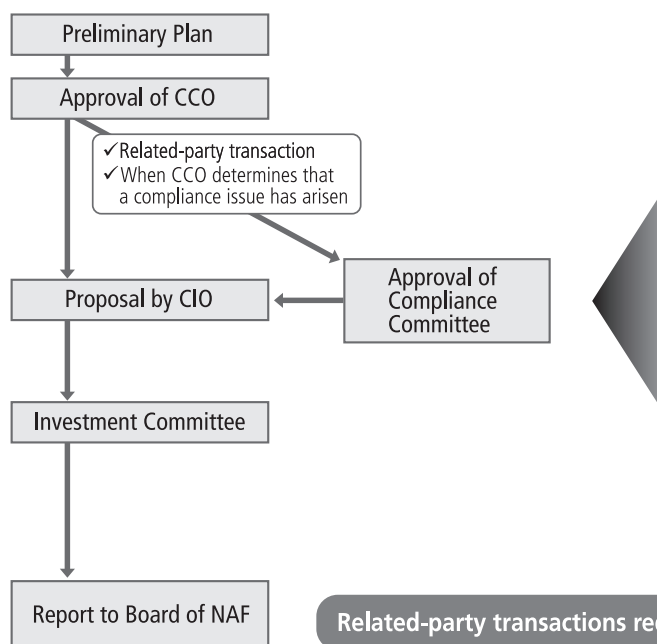 Preliminary Plan
Approval of CCO
✓Related-party transaction
✓When CCO determines that
a compliance issue has arisen
Proposal by CIO
Approval of
Compliance
Committee
Investment Committee
Report to Board of NAF
Related-party transactions